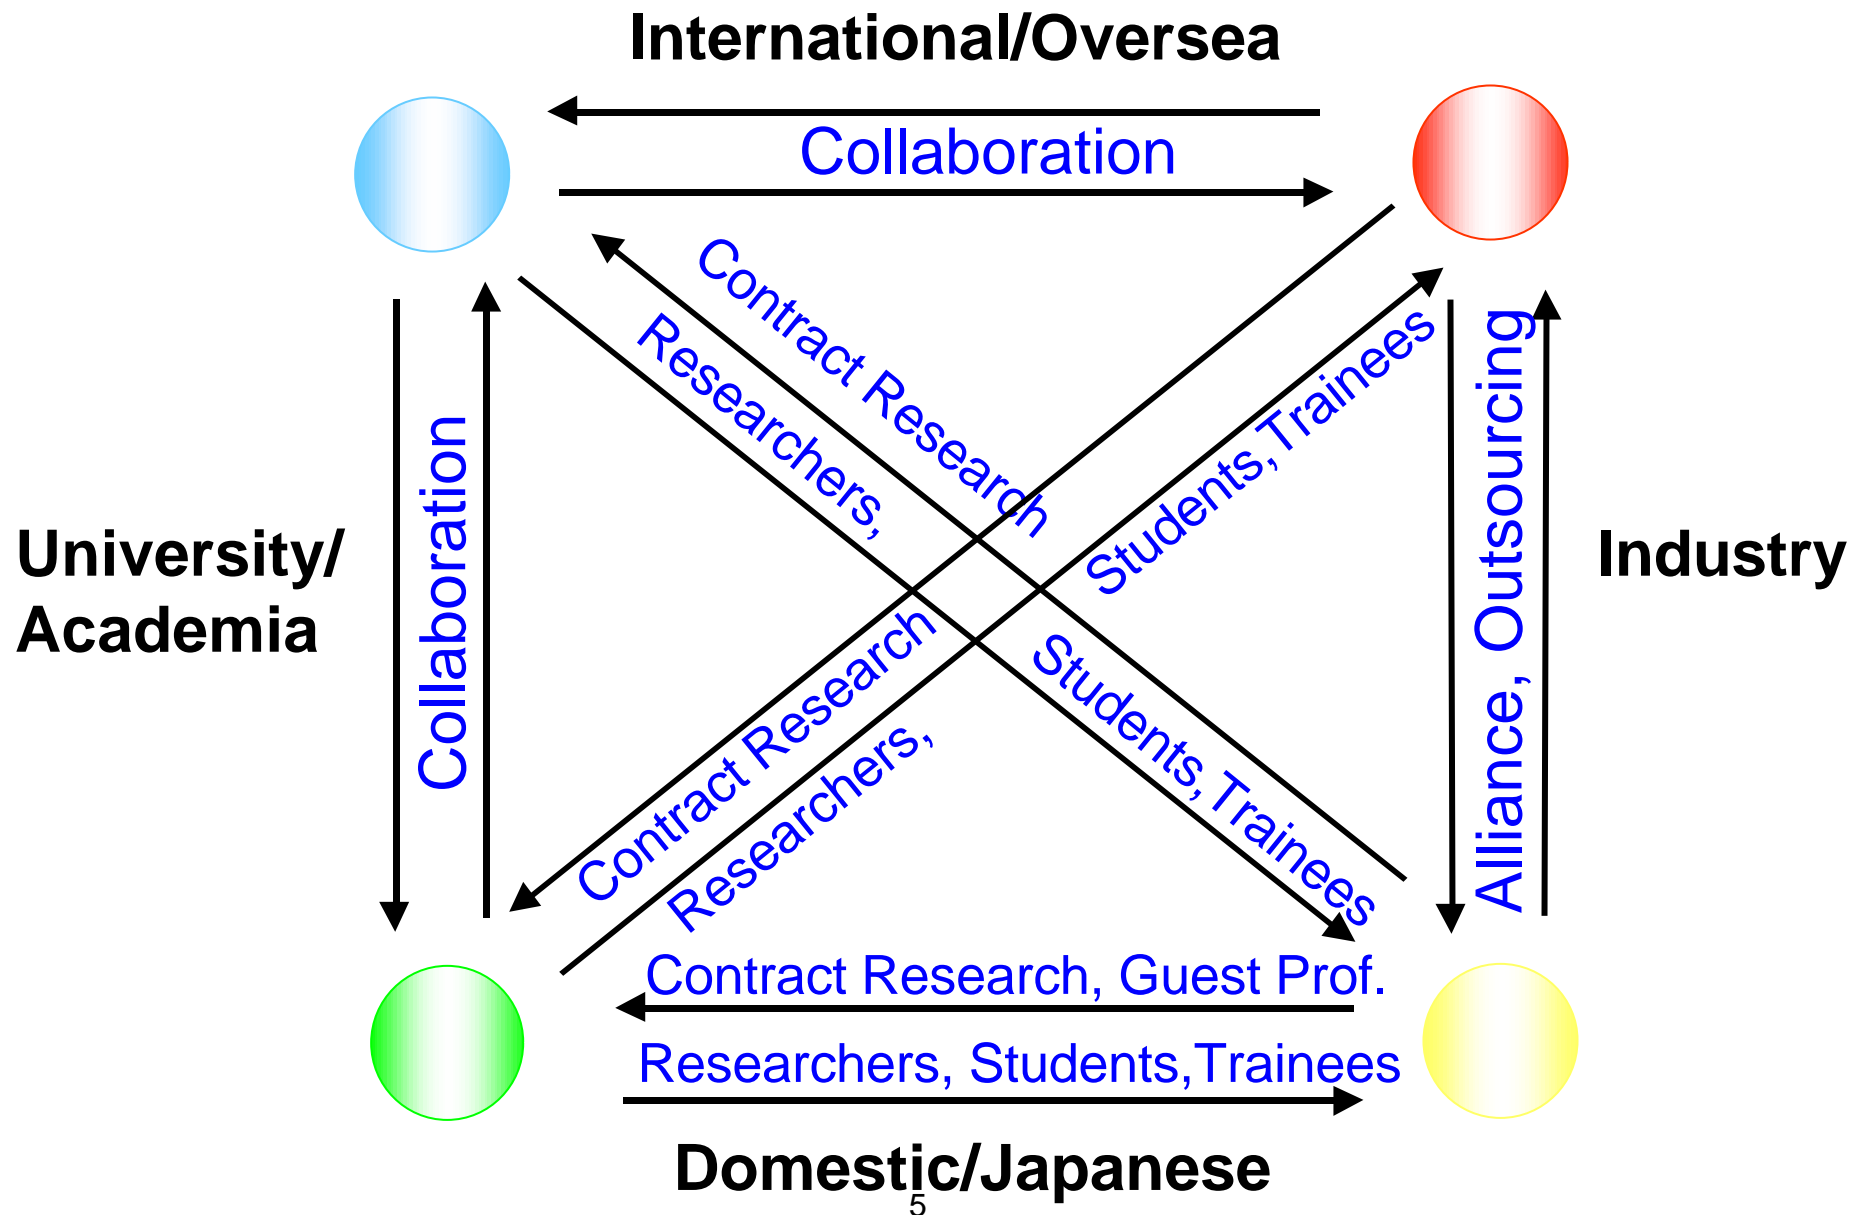 International/Oversea
Collaboration
Contract Research
Researchers,
Students,Trainees
Alliance, Outsourcing
Collaboration
University/
Academia
Industry
Contract Research
Researchers,
Students,Trainees
Contract Research, Guest Prof.
Researchers, Students,Trainees
Domestic/Japanese
5